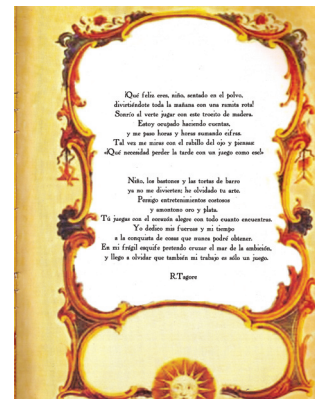 ¡Qué feliz eres, niño, sentado en el polvo,
divirtiéndote toda la mañana con una ramita rota!
Sonrío al verte jugar con este trocito de madera.
Estoy ocupado haciendo cuentas,
y me paso horas y horas sumando cifras.
Tal vez me miras con el rabillo del ojo y piensas:
«¡Qué necesidad perder la tarde con un juego como ese!»
Niño, los bastones y las tortas de barro
ya no me divierten; he olvidado tu arte.
Persigo entretenimientos costosos
y amontono oro y plata.
Tú juegas con el corazón alegre con todo cuanto encuentras.
Yo dedico mis fuerzas y mi tiempo
a la conquista de cosas que nunca podré obtener.
En mi frágil esquife pretendo cruzar el mar de la ambición,
y llego a olvidar que también mi trabajo es sólo un juego.
R.Tagore